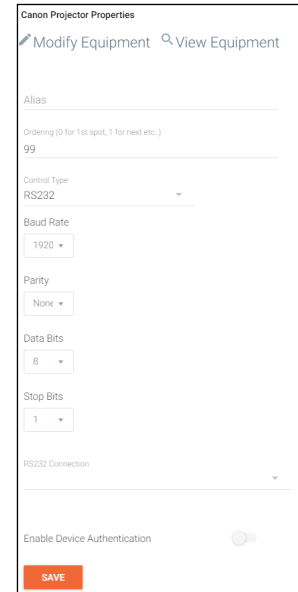 Canon Projector Properties
Modify Equipment View Equipment
Alias
Ordering (0 for 1st spot, 1 for next etc..)
99
Control Type
RS232
Baud Rate
1920
Parity
None
Data Bits
8
Stop Bits
1
RS232 Connection
Enable Device Authentication
SAVE